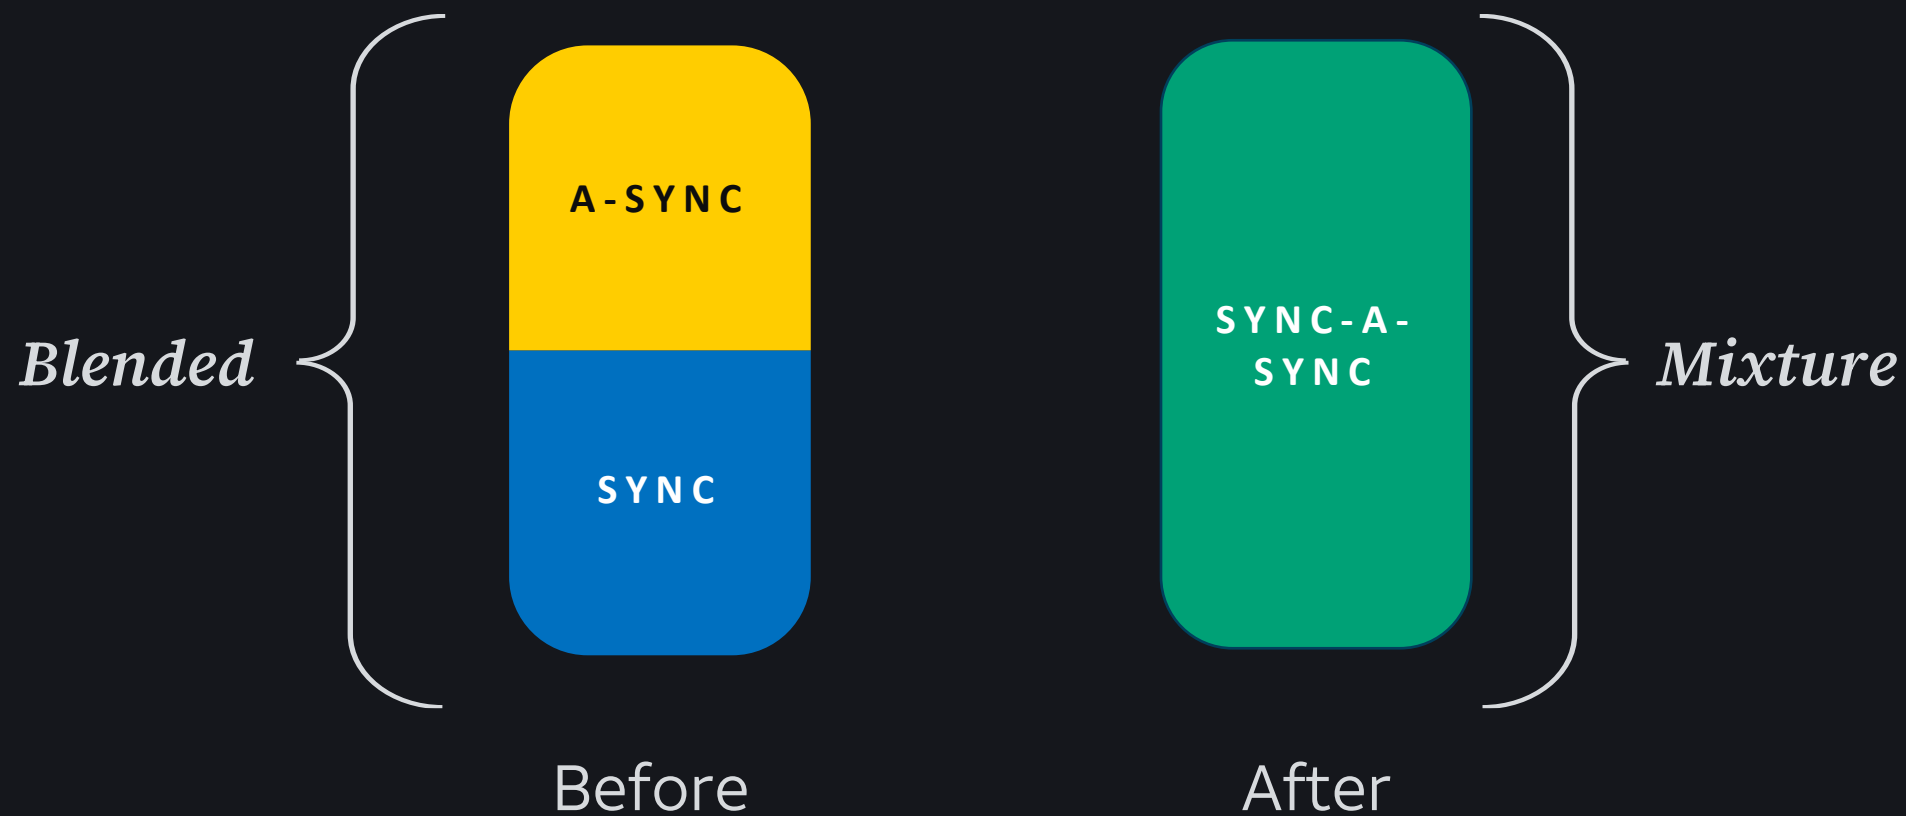 A-SYNC
SYNC
Blended
Before
SYNC-A-
SYNC
Mixture
After